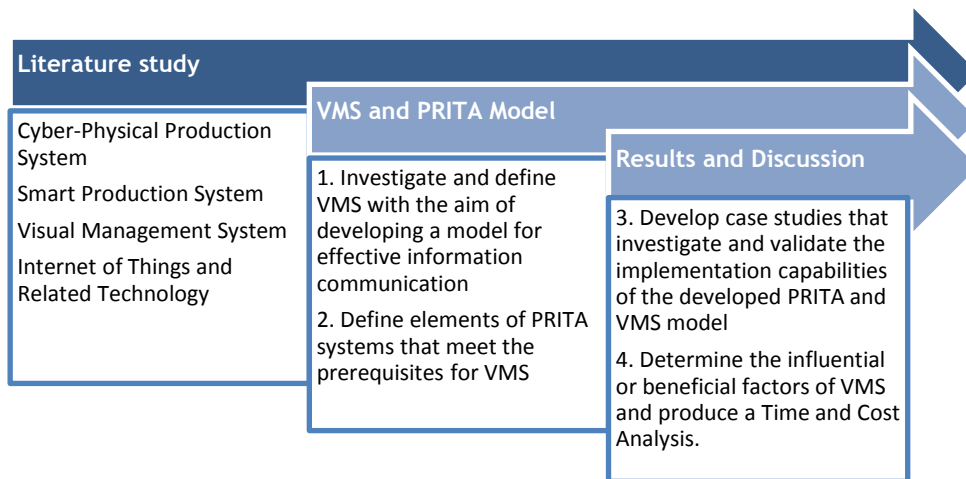 Literature study
Cyber-Physical Production
System
Smart Production System
Visual Management System
Internet of Things and
Related Technology
VMS and PRITA Model
1. Investigate and define
VMS with the aim of
developing a model for
effective information
communication
2. Define elements of PRITA
systems that meet the
prerequisites for VMS
Results and Discussion
3. Develop case studies that
investigate and validate the
implementation capabilities
of the developed PRITA and
VMS model
4. Determine the influential
or beneficial factors of VMS
and produce a Time and Cost
Analysis.